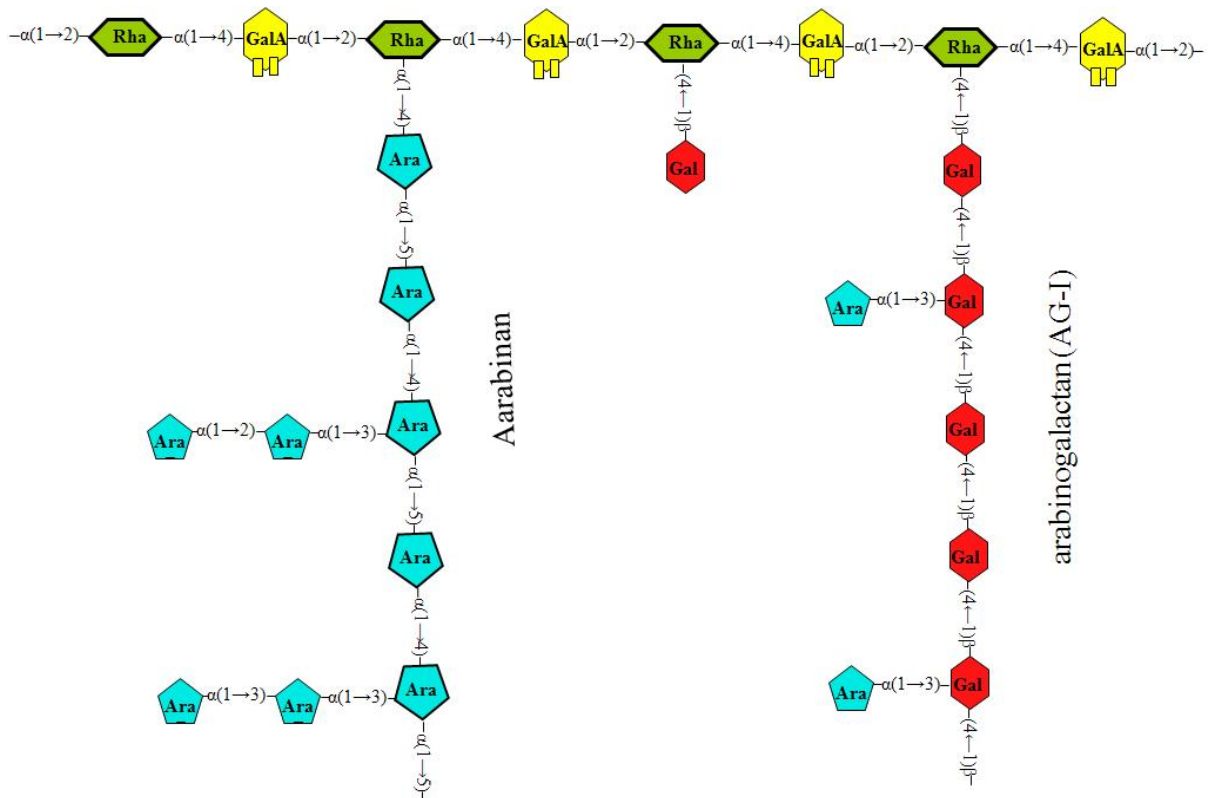 α(1→2) Rha α(1→4) GalA α(1→2) Rha α(1→4) GalA α(1→2) Rha α(1→4) GalA α(1→2) Rha α(1→4) GalA α(1→2)
α(1→4)
Ara
α(1→5)
Ara
α(1→4)
Ara α(1→2) Ara α(1→3) Ara
α(1→5)
Ara
α(1→4)
Ara α(1→3) Ara α(1→3) Ara
α(1→5)
Aarabinan
(4←1)β
Gal
(4←1)β
Gal
(4←1)β
Ara α(1→3) Gal
(4←1)β
Gal
(4←1)β
Gal
(4←1)β
Ara α(1→3) Gal
(4←1)β
arabinogalactan (AG-I)